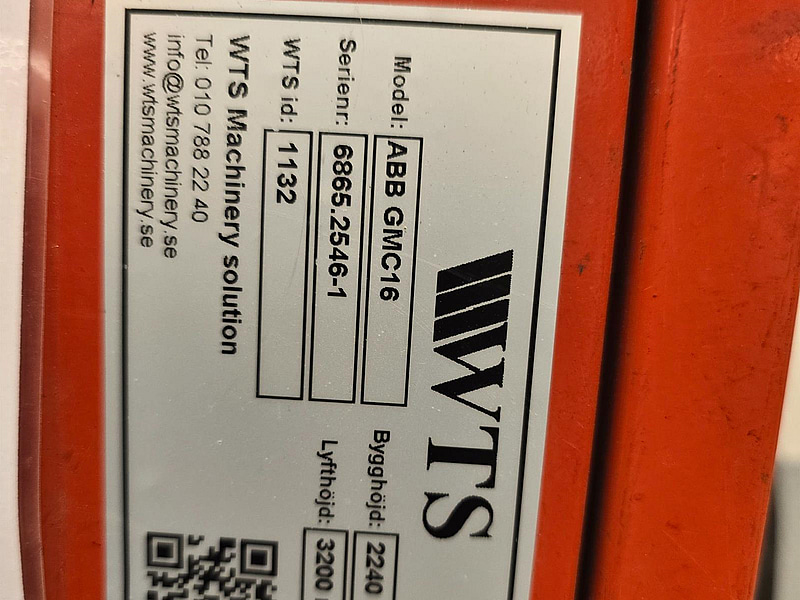 WTS
Model: ABB GMC16
Serienr: 6865.2546-1
WTS id: 1132
Bygghöjd: 2240
Lyfthöjd: 3200
WTS Machinery solution
Tel: 010 788 22 40
info@wtsmachinery.se
www.wtsmachinery.se